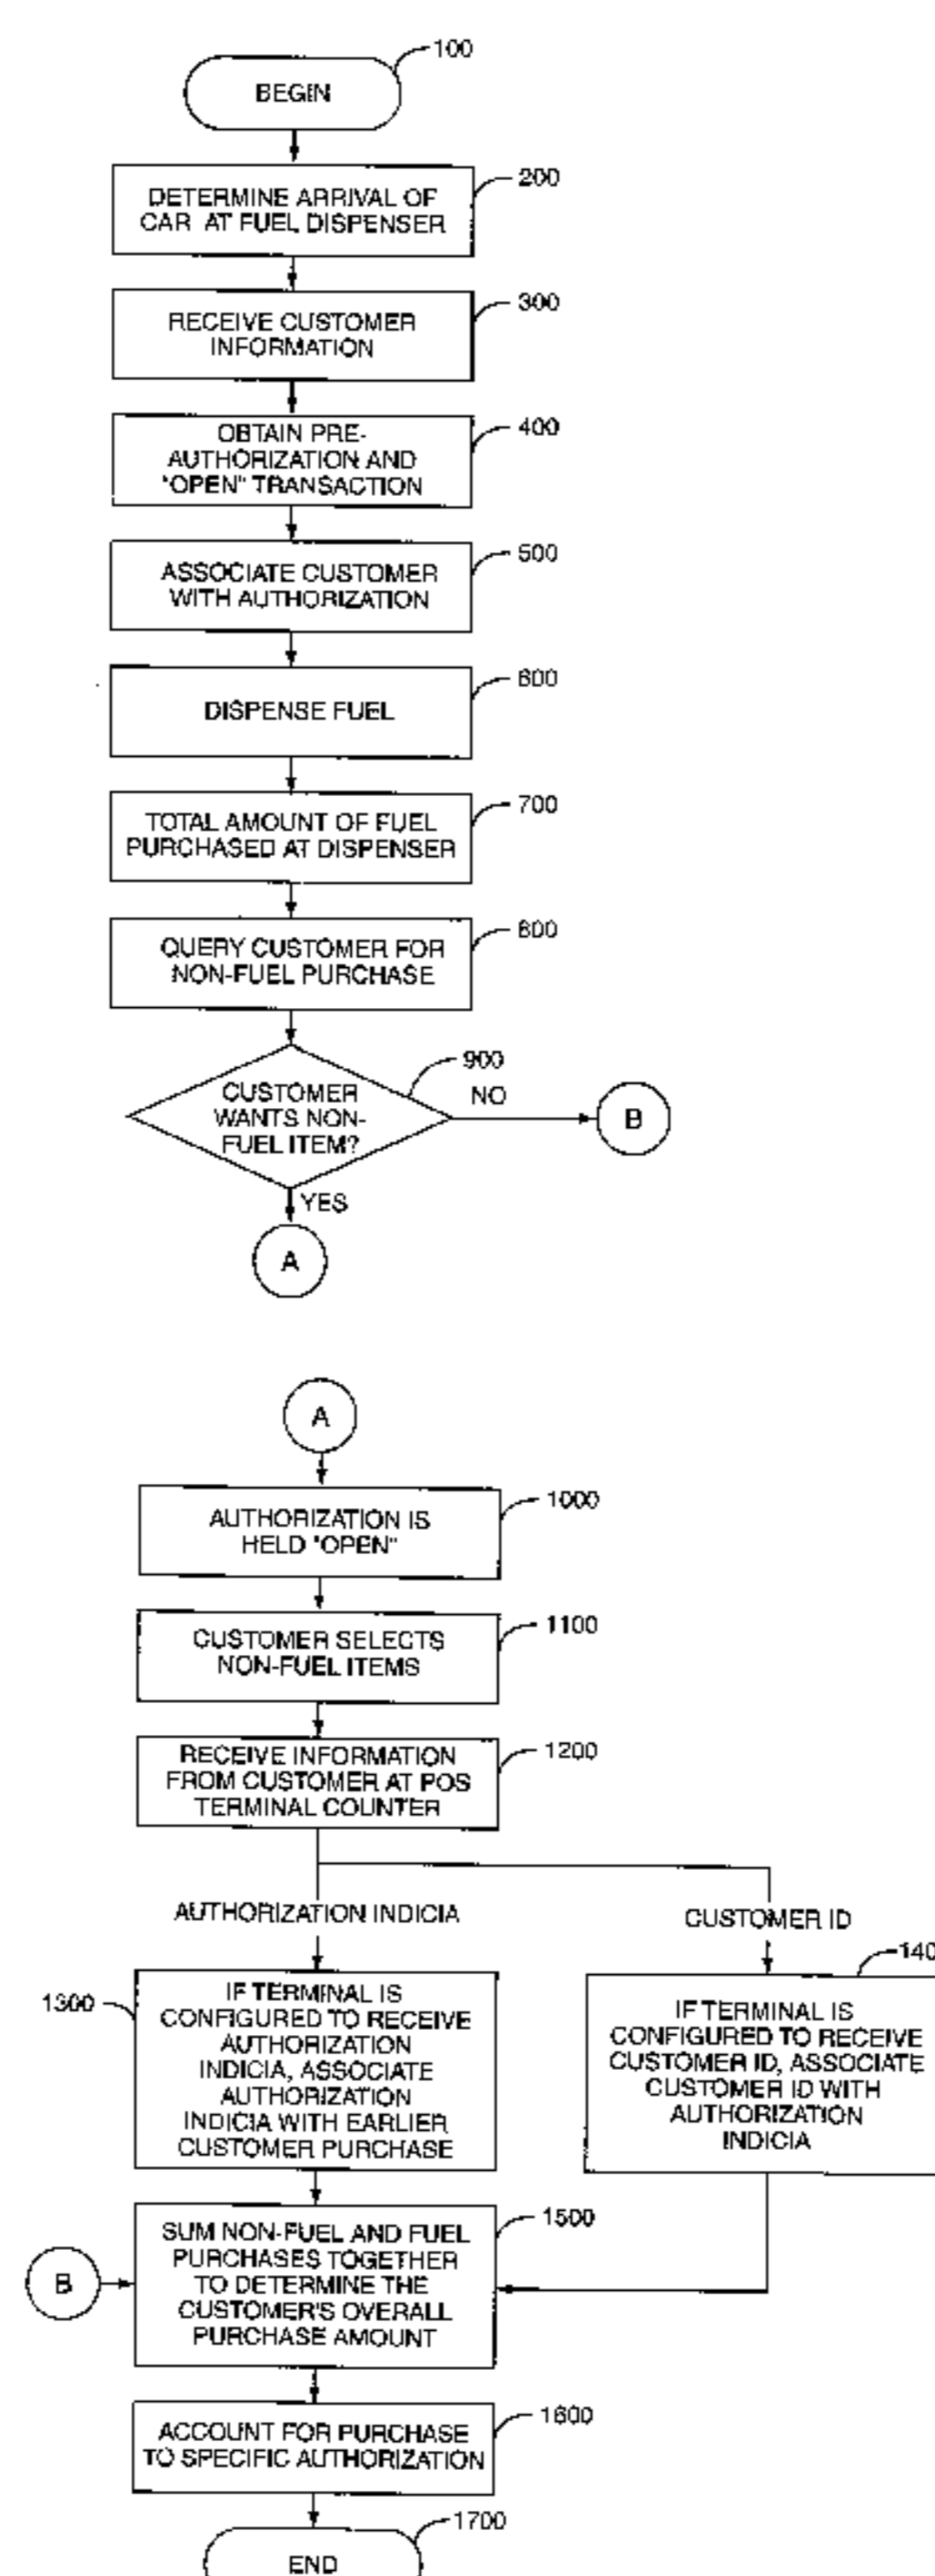 100
BEGIN
200
DETERMINE ARRIVAL OF
CAR AT FUEL DISPENSER
300
RECEIVE CUSTOMER
INFORMATION
400
OBTAIN PRE-
AUTHORIZATION AND
"OPEN" TRANSACTION
500
ASSOCIATE CUSTOMER
WITH AUTHORIZATION
600
DISPENSE FUEL
700
TOTAL AMOUNT OF FUEL
PURCHASED AT DISPENSER
800
QUERY CUSTOMER FOR
NON-FUEL PURCHASE
900
CUSTOMER
WANTS NON-
FUEL ITEM?
NO
B
YES
A
A
1000
AUTHORIZATION IS
HELD "OPEN"
1100
CUSTOMER SELECTS
NON-FUEL ITEMS
1200
RECEIVE INFORMATION
FROM CUSTOMER AT POS
TERMINAL COUNTER
AUTHORIZATION INDICIA
CUSTOMER ID
1300
IF TERMINAL IS
CONFIGURED TO RECEIVE
AUTHORIZATION
INDICIA, ASSOCIATE
AUTHORIZATION
INDICIA WITH EARLIER
CUSTOMER PURCHASE
IF TERMINAL IS
CONFIGURED TO RECEIVE
CUSTOMER ID, ASSOCIATE
CUSTOMER ID WITH
AUTHORIZATION
INDICIA
1500
SUM NON-FUEL AND FUEL
PURCHASES TOGETHER
TO DETERMINE THE
CUSTOMER'S OVERALL
PURCHASE AMOUNT
B
1600
ACCOUNT FOR PURCHASE
TO SPECIFIC AUTHORIZATION
1700
END